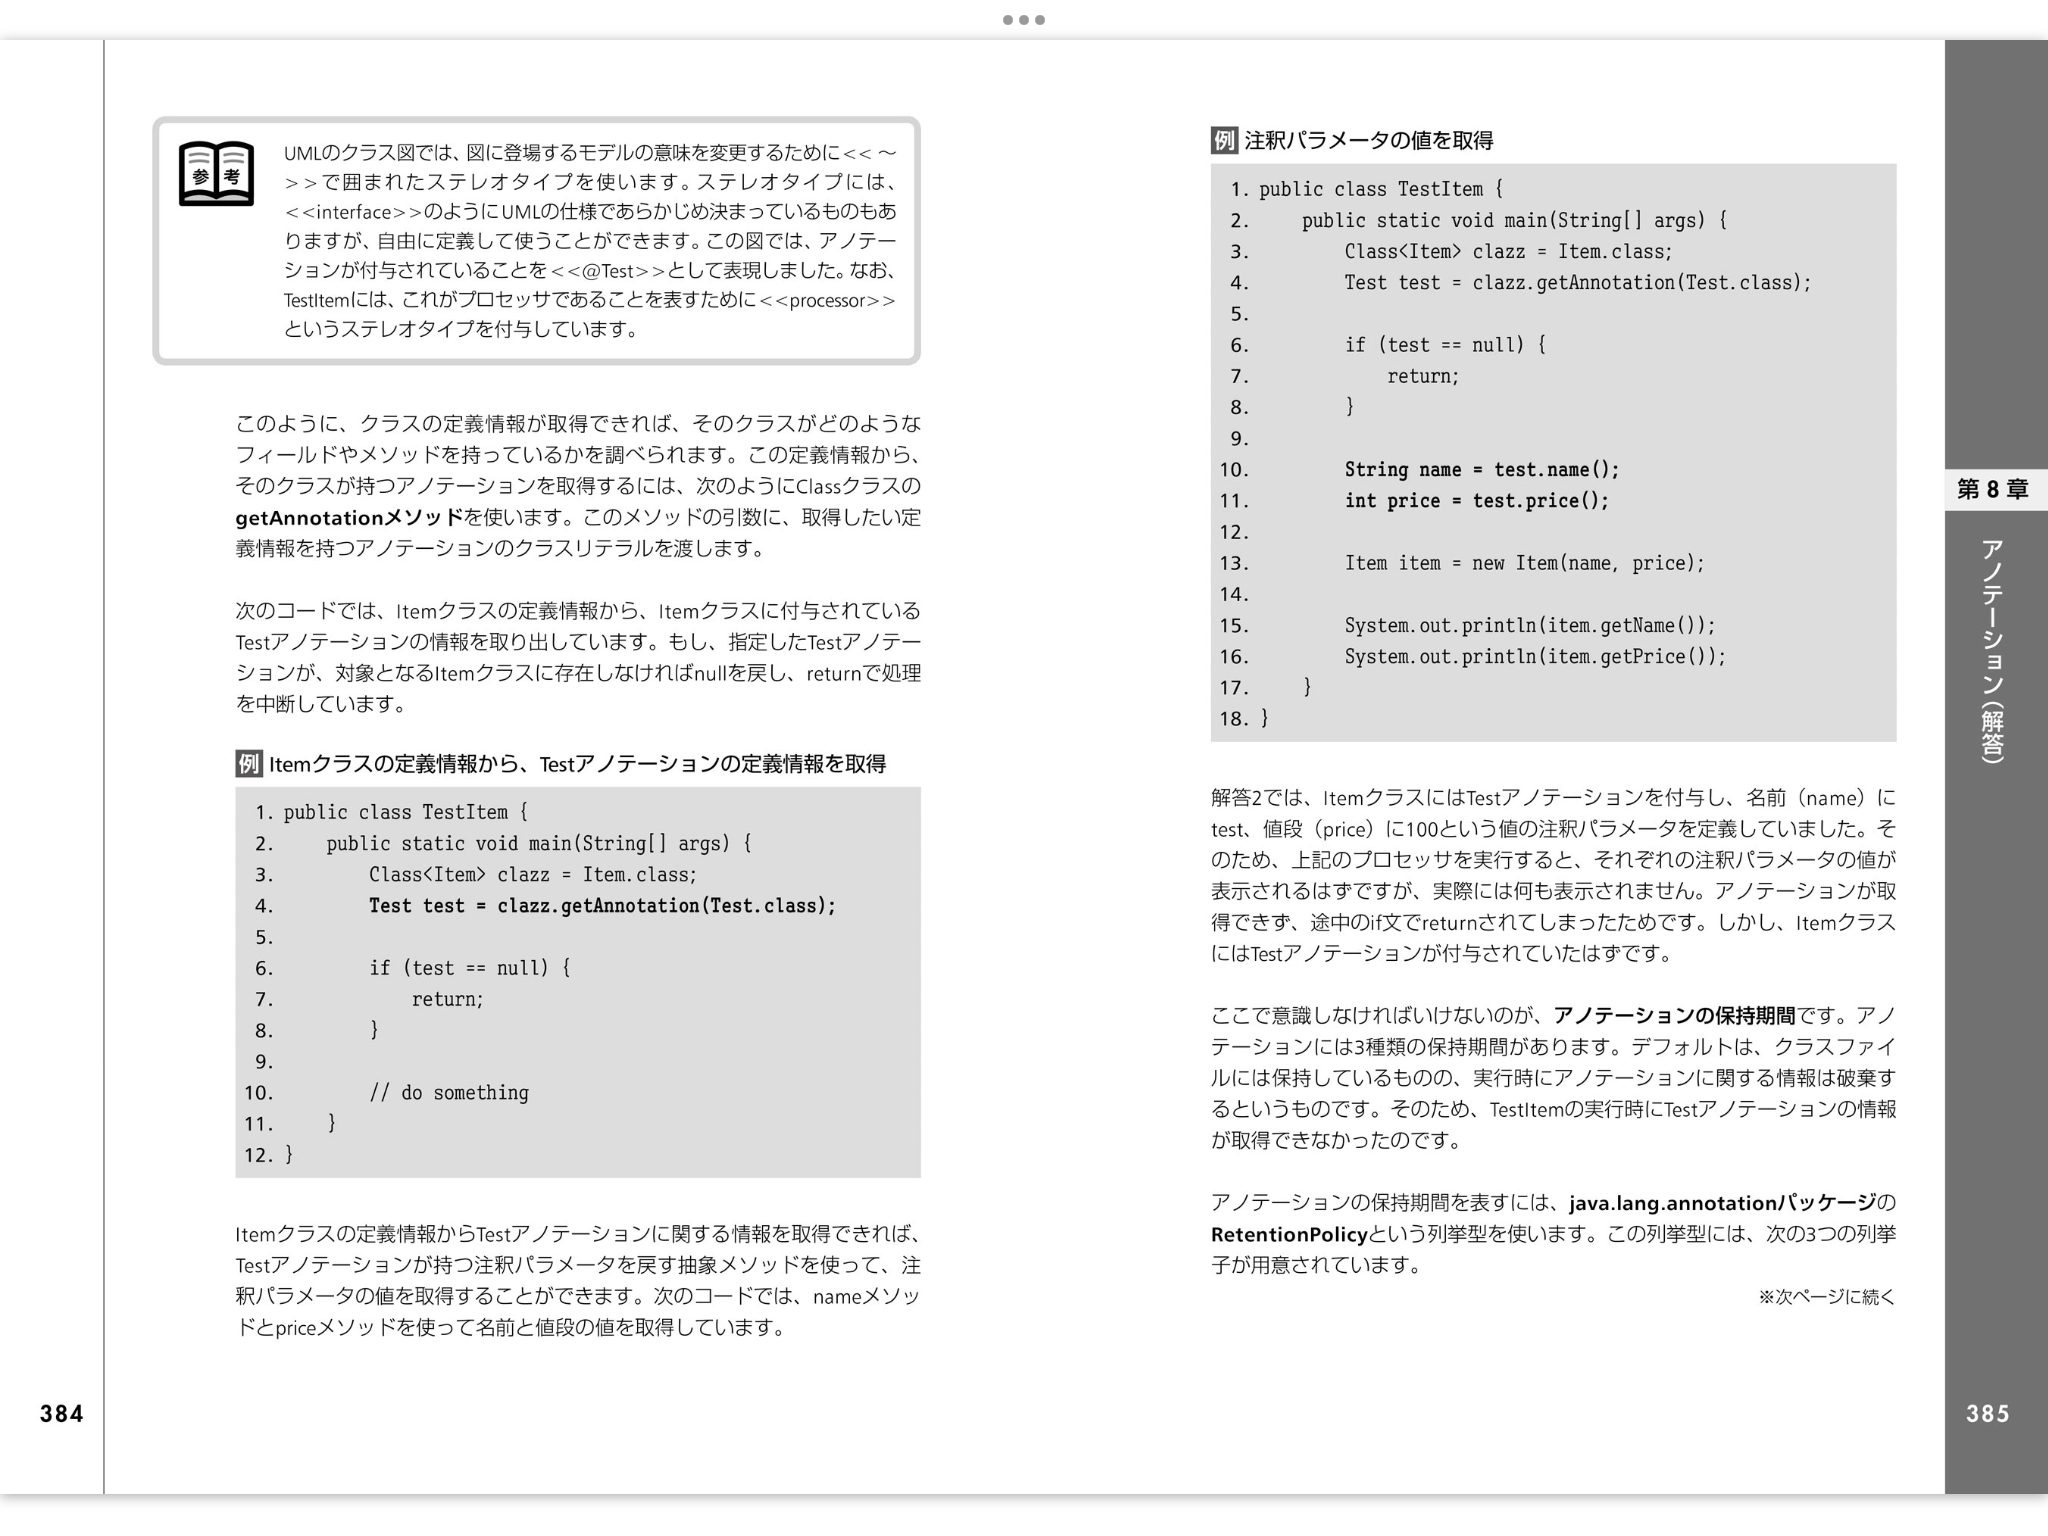 参考
UMLのクラス図では、図に登場するモデルの意味を変更するために<< ～
>>で囲まれたステレオタイプを使います。ステレオタイプには、
<<interface>>のようにUMLの仕様であらかじめ決まっているものもあ
りますが、自由に定義して使うことができます。この図では、アノテー
ションが付与されていることを<<@Test>>として表現しました。なお、
TestItemには、これがプロセッサであることを表すために<<processor>>
というステレオタイプを付与しています。
このように、クラスの定義情報が取得できれば、そのクラスがどのような
フィールドやメソッドを持っているかを調べられます。この定義情報から、
そのクラスが持つアノテーションを取得するには、次のようにClassクラスの
getAnnotationメソッドを使います。このメソッドの引数に、取得したい定
義情報を持つアノテーションのクラスリテラルを渡します。
次のコードでは、Itemクラスの定義情報から、Itemクラスに付与されている
Testアノテーションの情報を取り出しています。もし、指定したTestアノテー
ションが、対象となるItemクラスに存在しなければnullを戻し、returnで処理
を中断しています。
例 Itemクラスの定義情報から、Testアノテーションの定義情報を取得
1. public class TestItem {
2.     public static void main(String[] args) {
3.         Class<Item> clazz = Item.class;
4.         Test test = clazz.getAnnotation(Test.class);
5.
6.         if (test == null) {
7.             return;
8.         }
9.
10.         // do something
11.     }
12. }
Itemクラスの定義情報からTestアノテーションに関する情報を取得できれば、
Testアノテーションが持つ注釈パラメータを戻す抽象メソッドを使って、注
釈パラメータの値を取得することができます。次のコードでは、nameメソッ
ドとpriceメソッドを使って名前と値段の値を取得しています。
384
例 注釈パラメータの値を取得
1. public class TestItem {
2.     public static void main(String[] args) {
3.         Class<Item> clazz = Item.class;
4.         Test test = clazz.getAnnotation(Test.class);
5.
6.         if (test == null) {
7.             return;
8.         }
9.
10.         String name = test.name();
11.         int price = test.price();
12.
13.         Item item = new Item(name, price);
14.
15.         System.out.println(item.getName());
16.         System.out.println(item.getPrice());
17.     }
18. }
解答2では、ItemクラスにはTestアノテーションを付与し、名前（name）に
test、値段（price）に100という値の注釈パラメータを定義していました。そ
のため、上記のプロセッサを実行すると、それぞれの注釈パラメータの値が
表示されるはずですが、実際には何も表示されません。アノテーションが取
得できず、途中のif文でreturnされてしまったためです。しかし、Itemクラス
にはTestアノテーションが付与されていたはずです。
ここで意識しなければいけないのが、アノテーションの保持期間です。アノ
テーションには3種類の保持期間があります。デフォルトは、クラスファイ
ルには保持しているものの、実行時にアノテーションに関する情報は破棄す
るというものです。そのため、TestItemの実行時にTestアノテーションの情報
が取得できなかったのです。
アノテーションの保持期間を表すには、java.lang.annotationパッケージの
RetentionPolicyという列挙型を使います。この列挙型には、次の3つの列挙
子が用意されています。
※次ページに続く
第8章
アノテーション（解答）
385